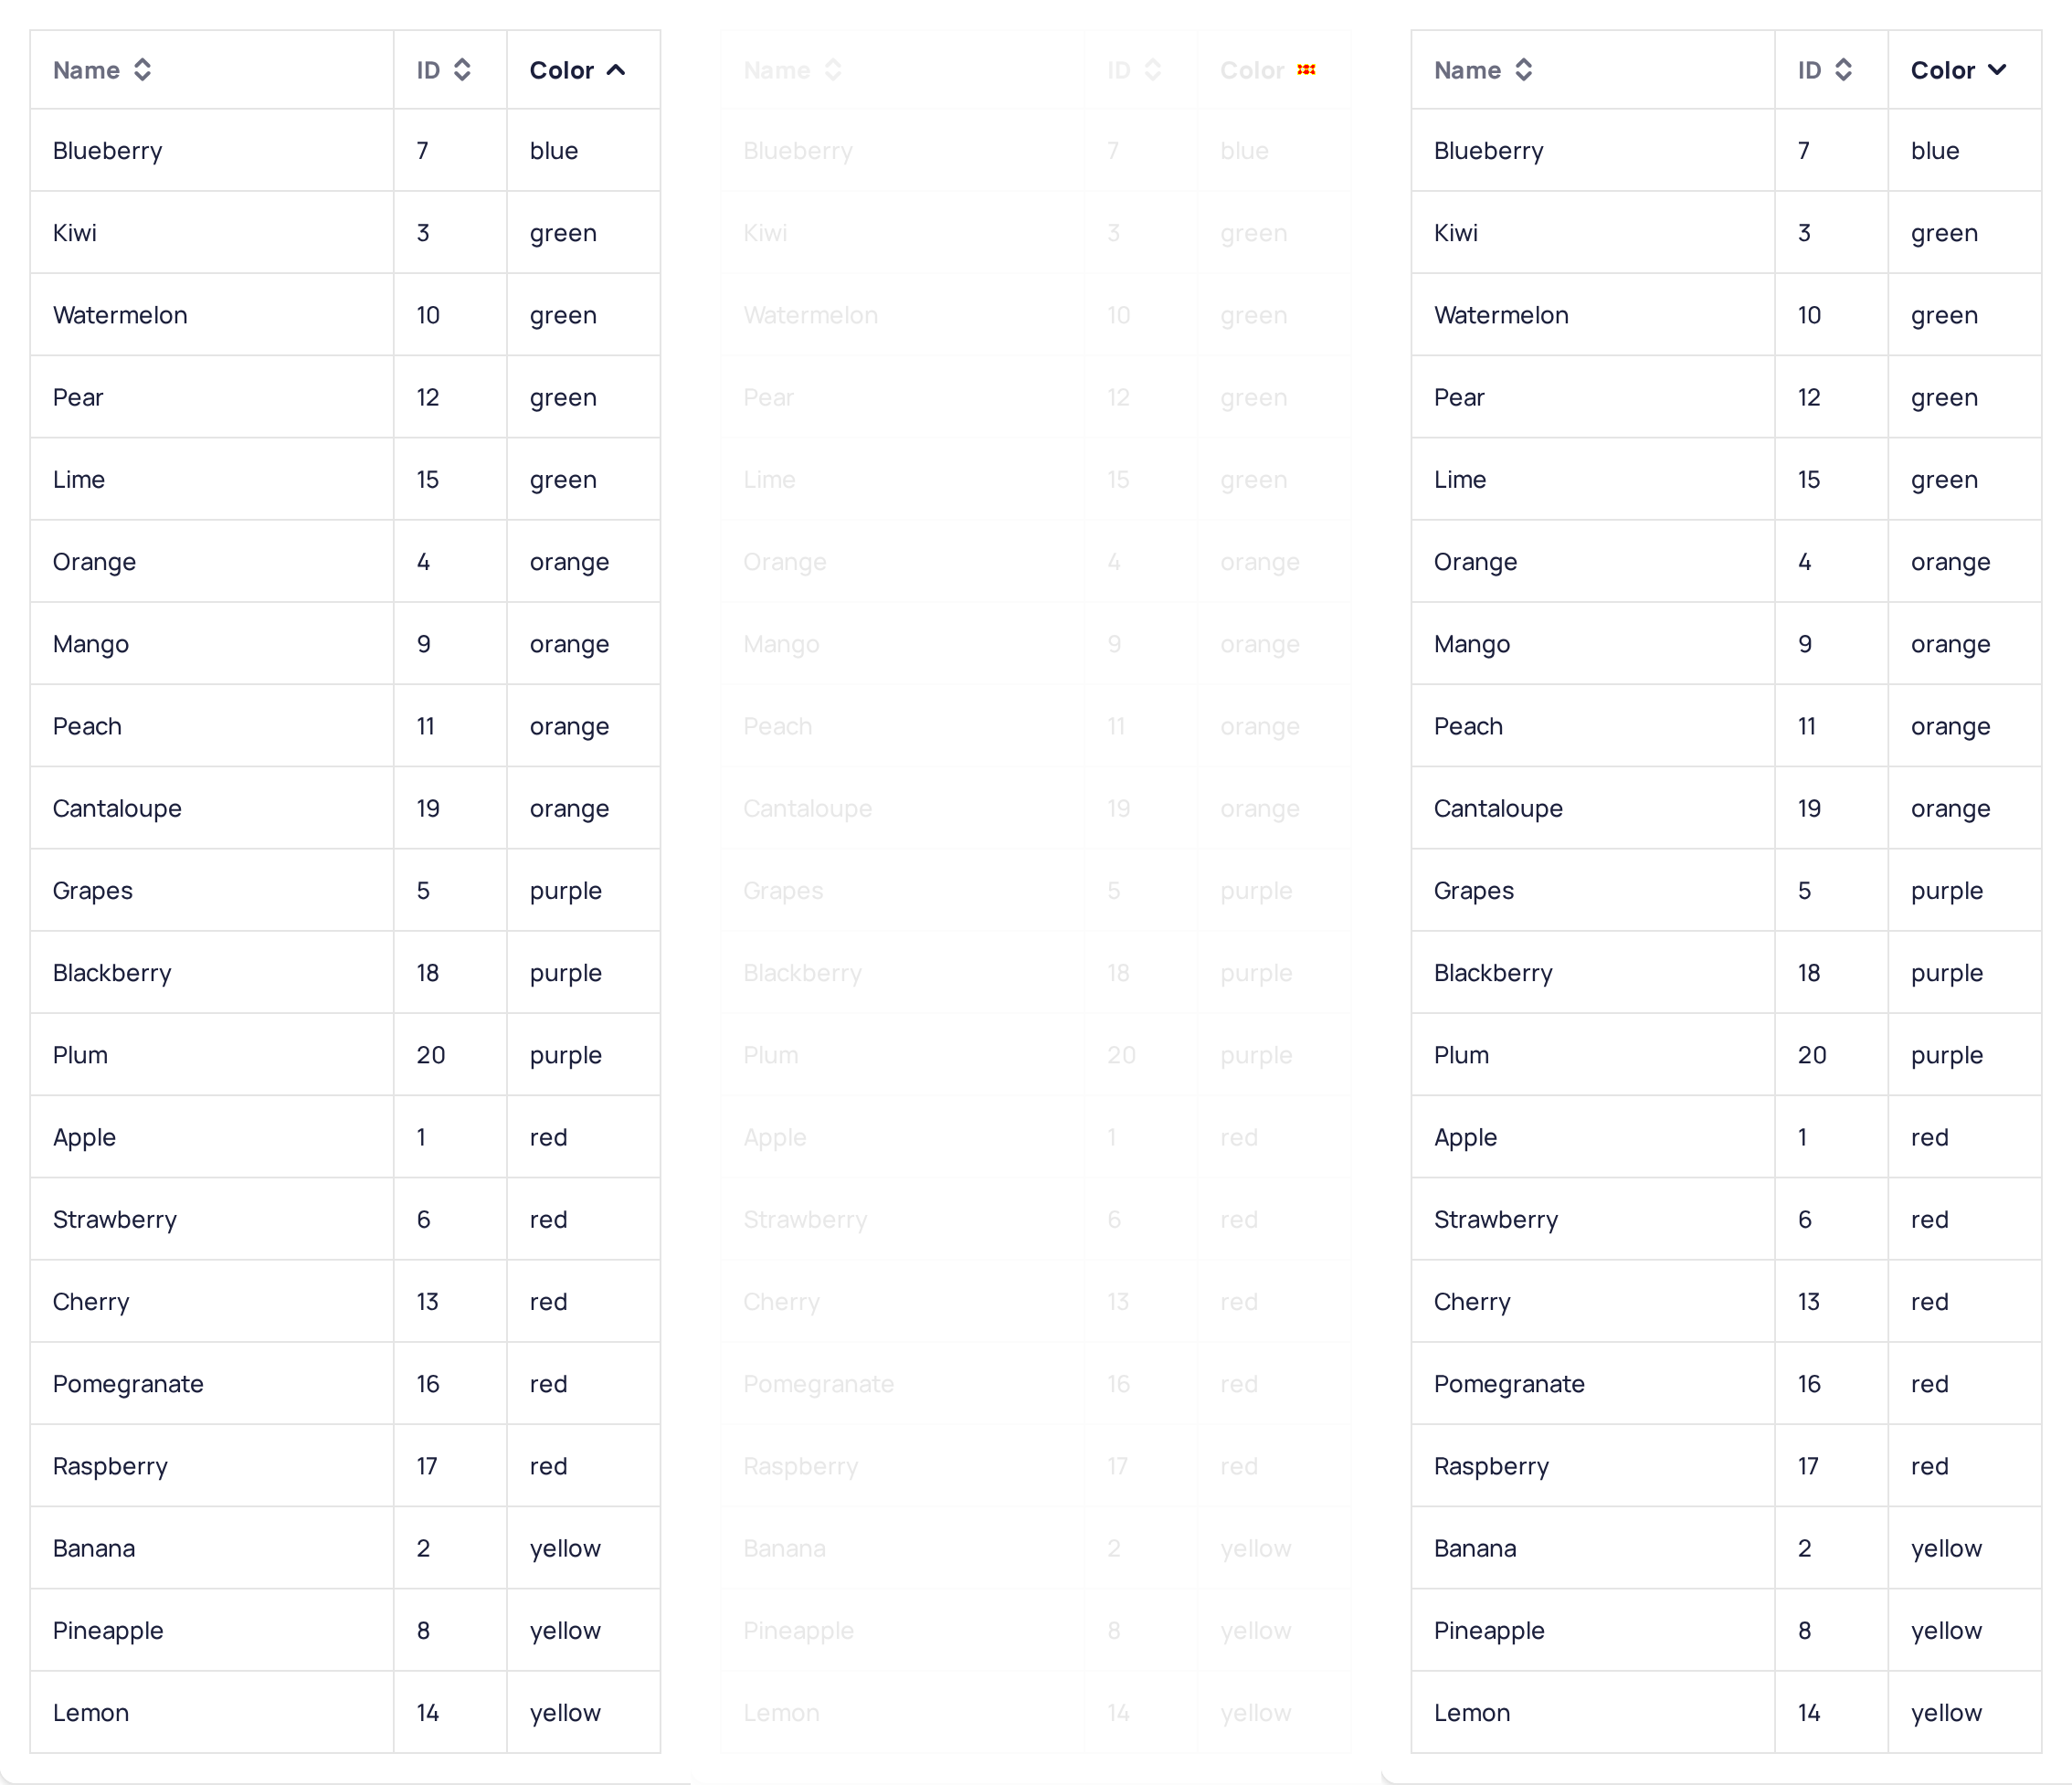 Name ID Color Name ID Color Name ID Color
Blueberry 7 blue Blueberry 7 blue Blueberry 7 blue
Kiwi 3 green Kiwi 3 green Kiwi 3 green
Watermelon 10 green Watermelon 10 green Watermelon 10 green
Pear 12 green Pear 12 green Pear 12 green
Lime 15 green Lime 15 green Lime 15 green
Orange 4 orange Orange 4 orange Orange 4 orange
Mango 9 orange Mango 9 orange Mango 9 orange
Peach 11 orange Peach 11 orange Peach 11 orange
Cantaloupe 19 orange Cantaloupe 19 orange Cantaloupe 19 orange
Grapes 5 purple Grapes 5 purple Grapes 5 purple
Blackberry 18 purple Blackberry 18 purple Blackberry 18 purple
Plum 20 purple Plum 20 purple Plum 20 purple
Apple 1 red Apple 1 red Apple 1 red
Strawberry 6 red Strawberry 6 red Strawberry 6 red
Cherry 13 red Cherry 13 red Cherry 13 red
Pomegranate 16 red Pomegranate 16 red Pomegranate 16 red
Raspberry 17 red Raspberry 17 red Raspberry 17 red
Banana 2 yellow Banana 2 yellow Banana 2 yellow
Pineapple 8 yellow Pineapple 8 yellow Pineapple 8 yellow
Lemon 14 yellow Lemon 14 yellow Lemon 14 yellow